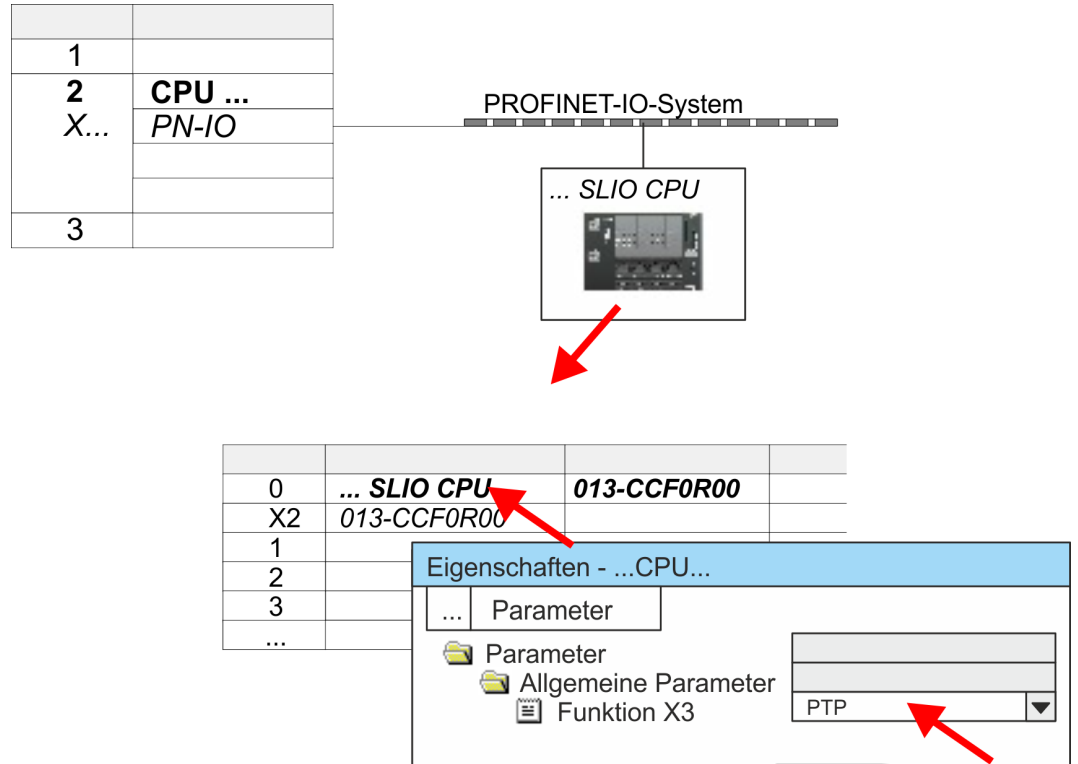 1
2 CPU ...
X... PN-IO
3
PROFINET-IO-System
... SLIO CPU
0 ... SLIO CPU 013-CCF0R00
X2 013-CCF0R00
1
2
3
...
Eigenschaften - ...CPU...
... Parameter
Parameter
Allgemeine Parameter
Funktion X3 PTP